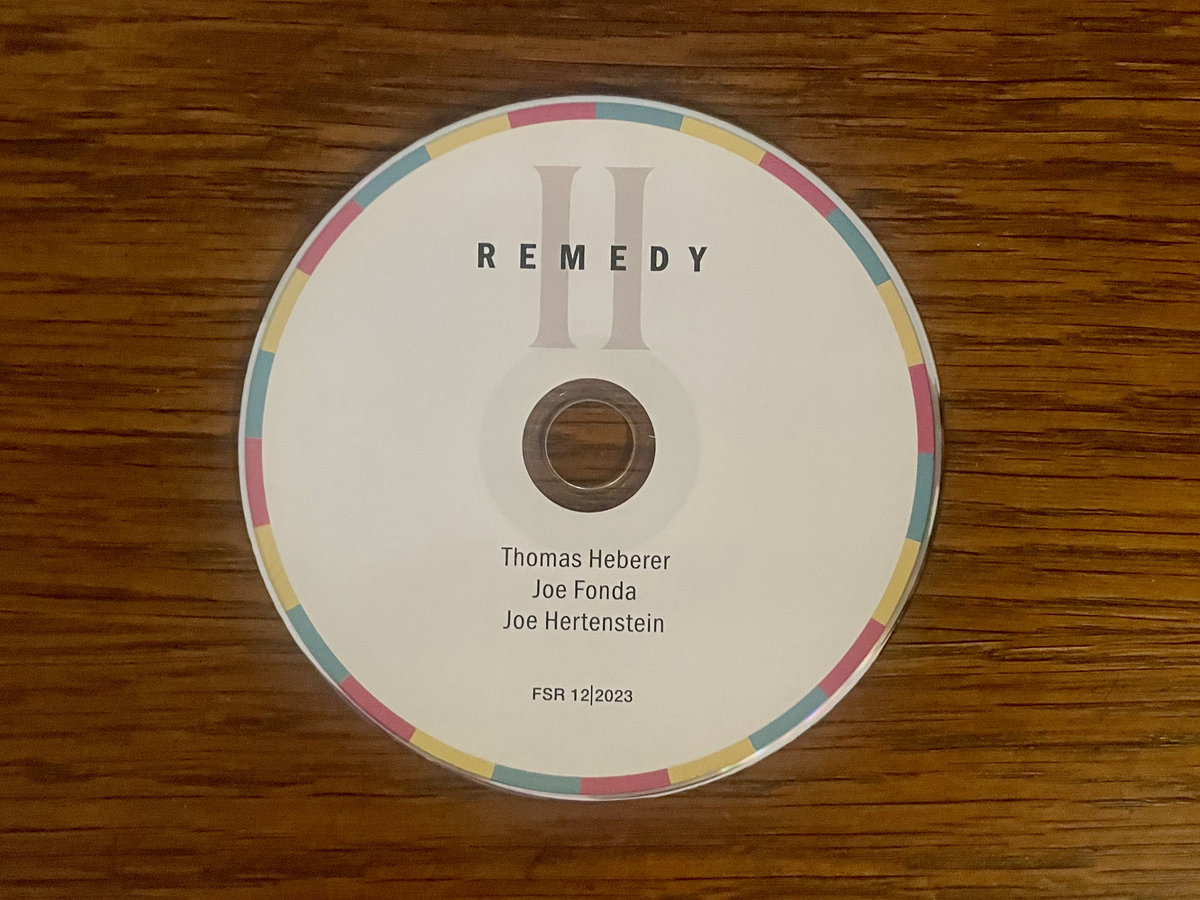 II
REMEDY
Thomas Heberer
Joe Fonda
Joe Hertenstein
FSR 12|2023